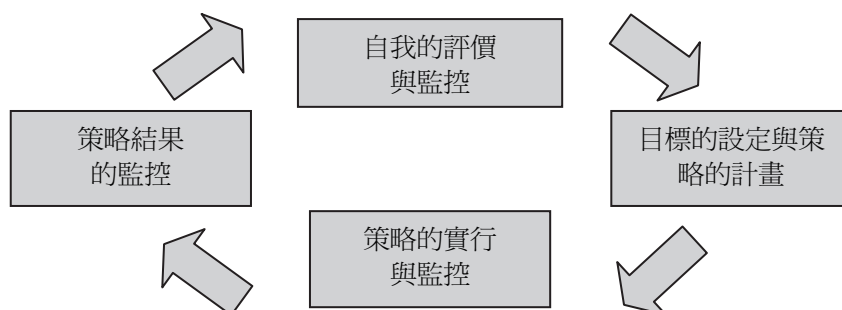 自我的評價
與監控
目標的設定與策
略的計畫
策略的實行
與監控
策略結果
的監控